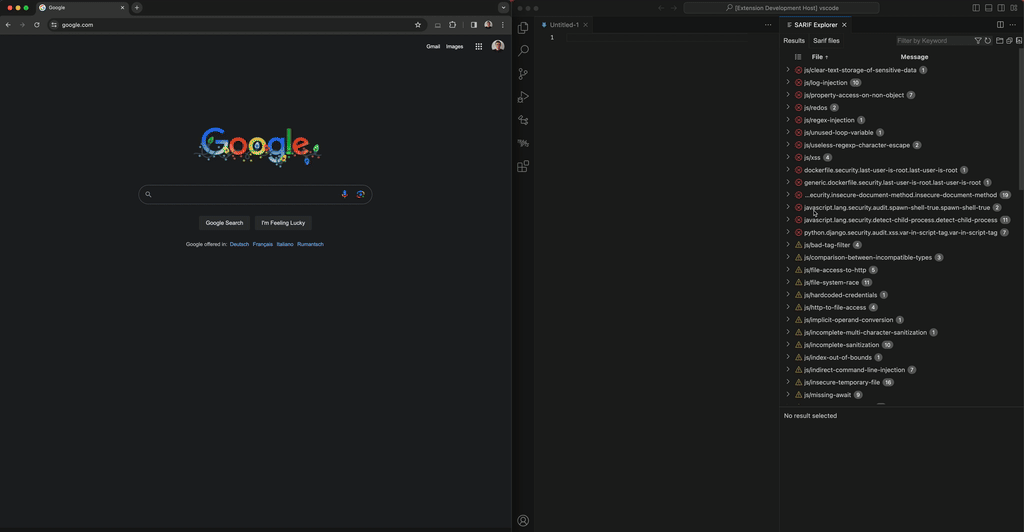 Google
google.com
Gmail Images
Google
Google Search I'm Feeling Lucky
Google offered in: Deutsch Français Italiano Rumantsch
[Extension Development Host] vscode
Untitled-1
1
SARIF Explorer
Results Sarif files
Filter by Keyword
File Message
js/clear-text-storage-of-sensitive-data 1
js/log-injection 10
js/property-access-on-non-object 7
js/redos 2
js/regex-injection 1
js/unused-loop-variable 1
js/useless-regexp-character-escape 2
js/xss 4
dockerfile.security.last-user-is-root.last-user-is-root 1
generic.dockerfile.security.last-user-is-root.last-user-is-root 1
...ecurity.insecure-document-method.insecure-document-method 19
javascript.lang.security.audit.spawn-shell-true.spawn-shell-true 2
javascript.lang.security.detect-child-process.detect-child-process 11
python.django.security.audit.xss.var-in-script-tag.var-in-script-tag 7
js/bad-tag-filter 4
js/comparison-between-incompatible-types 3
js/file-access-to-http 5
js/file-system-race 11
js/hardcoded-credentials 1
js/http-to-file-access 4
js/implicit-operand-conversion 1
js/incomplete-multi-character-sanitization 1
js/incomplete-sanitization 10
js/index-out-of-bounds 1
js/indirect-command-line-injection 7
js/insecure-temporary-file 16
js/missing-await 9
No result selected